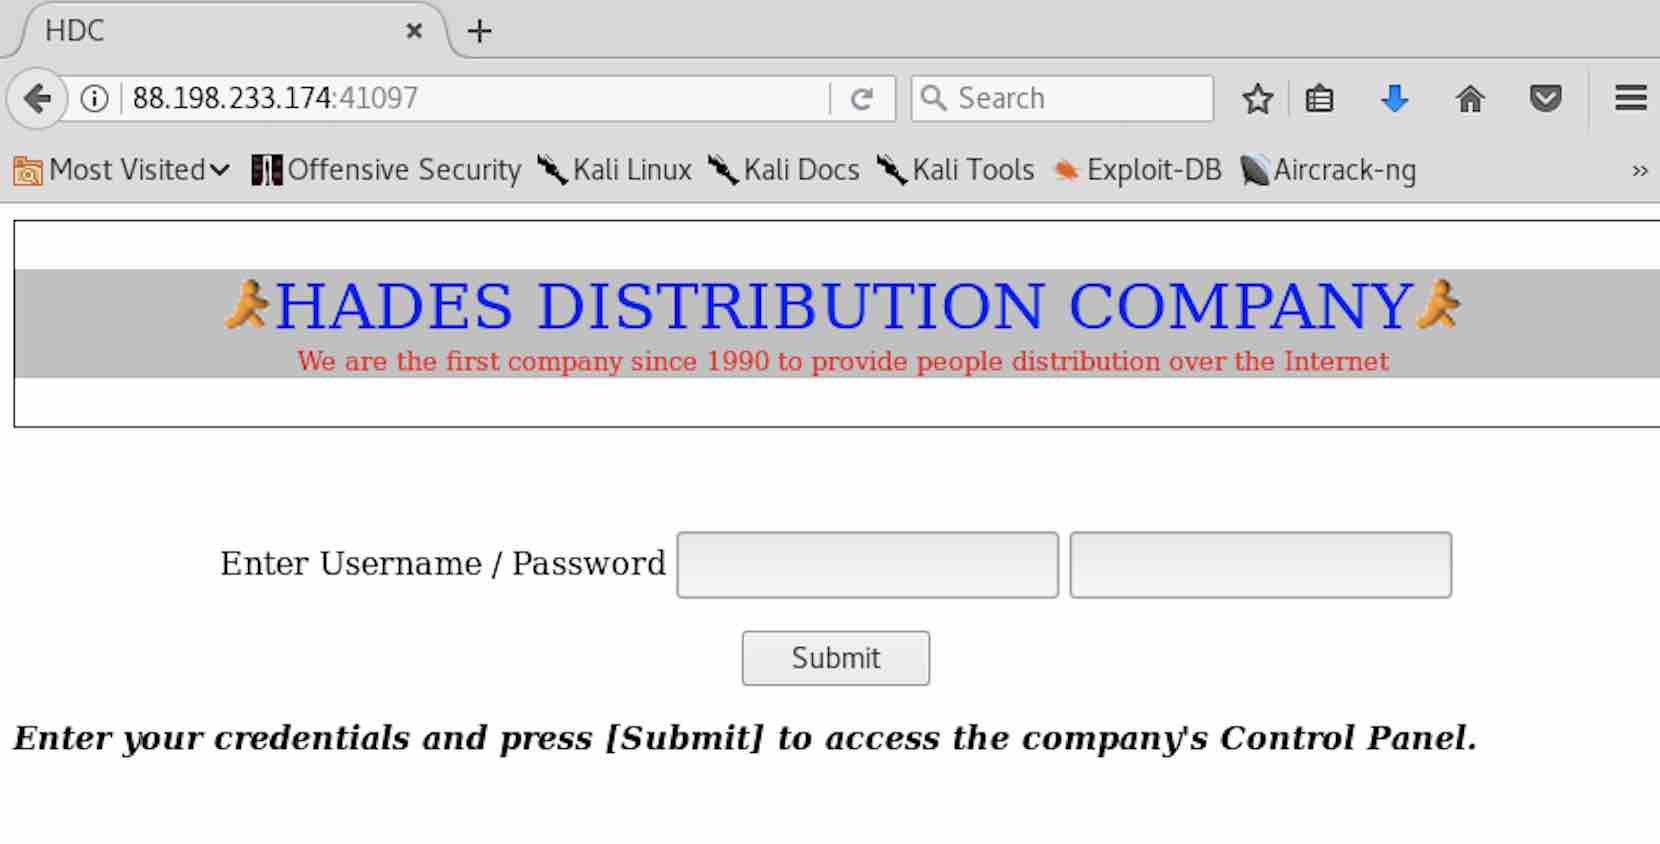 HDC
88.198.233.174:41097
Search
Most Visited Offensive Security Kali Linux Kali Docs Kali Tools Exploit-DB Aircrack-ng »
HADES DISTRIBUTION COMPANY
We are the first company since 1990 to provide people distribution over the Internet
Enter Username / Password
Submit
Enter your credentials and press [Submit] to access the company's Control Panel.